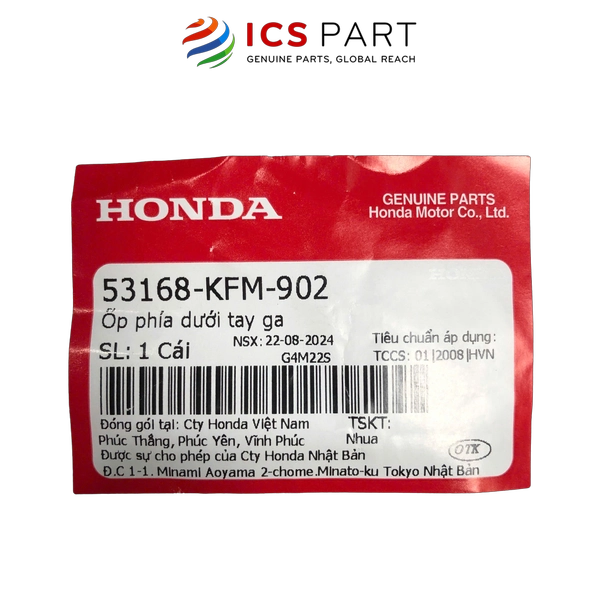 ICS PART
GENUINE PARTS, GLOBAL REACH
HONDA
GENUINE PARTS
Honda Motor Co., Ltd.
53168-KFM-902
Ốp phía dưới tay ga
SL: 1 Cái
NSX: 22-08-2024
G4M22S
Tiêu chuẩn áp dụng:
TCCS: 01|2008|HVN
Đóng gói tại: Cty Honda Việt Nam
Phúc Thắng, Phúc Yên, Vĩnh Phúc
Được sự cho phép của Cty Honda Nhật Bản
Đ.C 1-1. Minami Aoyama 2-chome.Minato-ku Tokyo Nhật Bản
TSKT:
Nhua
OTK